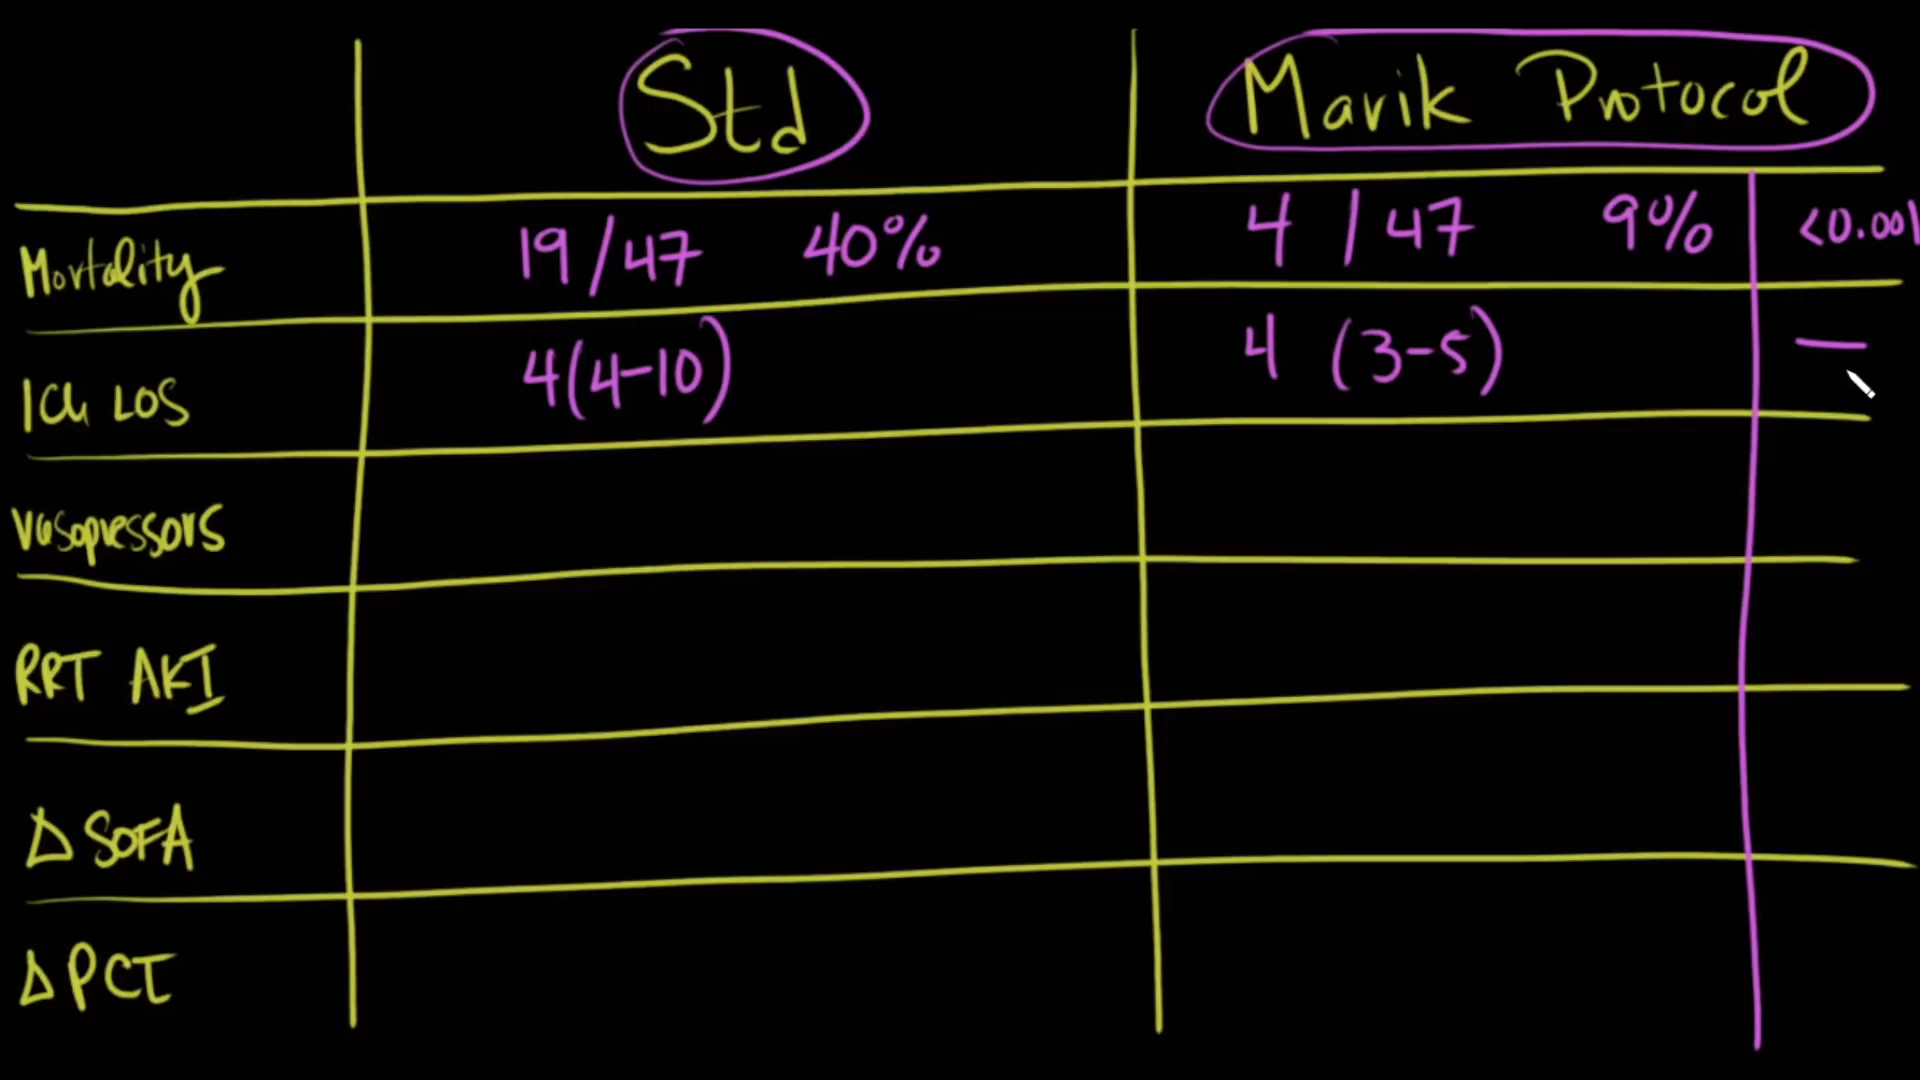 Std Marik Protocol
Mortality 19/47 40% 4/47 9% <0.001
ICU LOS 4(4-10) 4 (3-5) —
Vasopressors
RRT AKI
Δ SOFA
Δ PCT